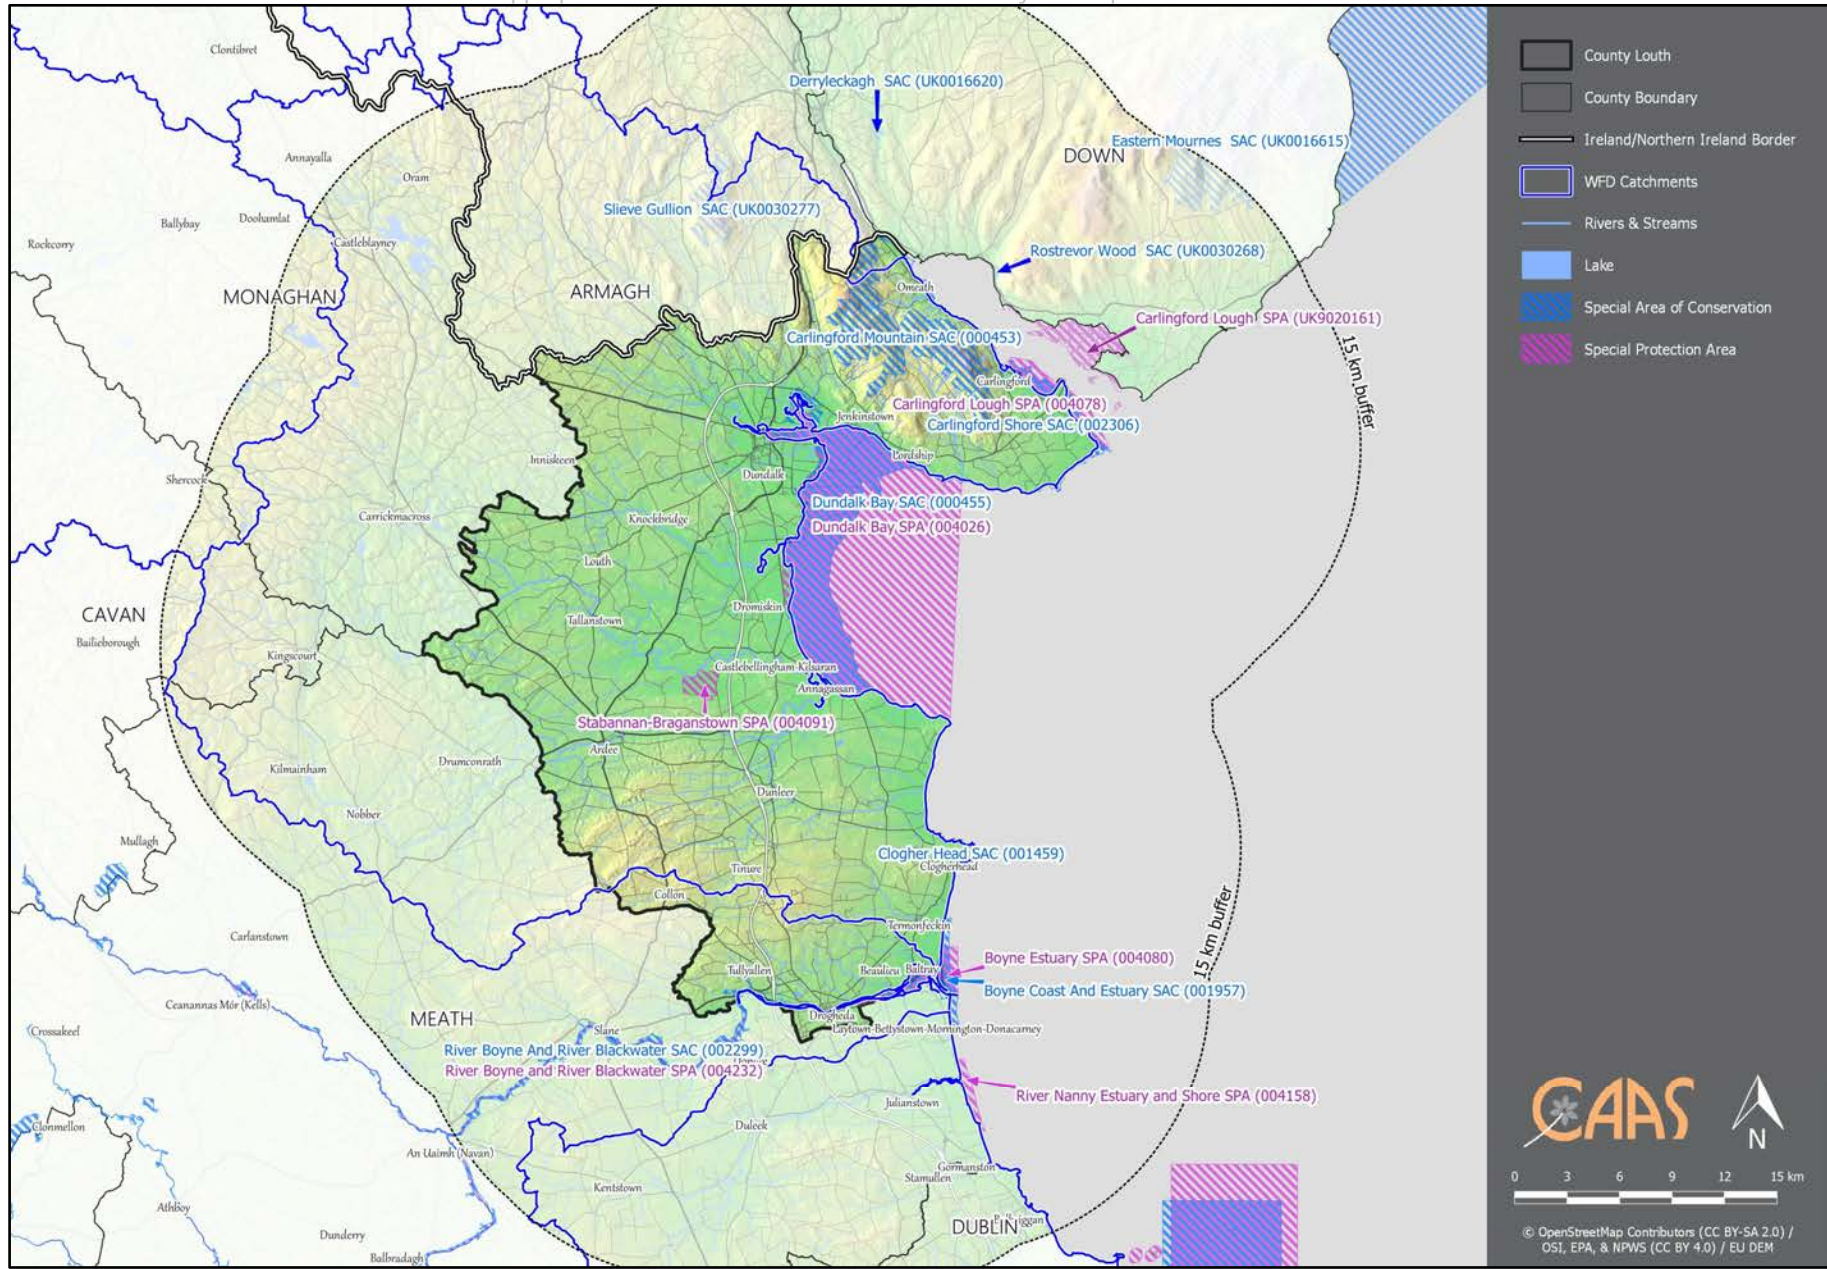 Clontibret
Derryleckagh SAC (UK0016620)
Annayalla
Eastern Mournes SAC (UK0016615)
DOWN
Oram
Ballybay
Doohamlat
Slieve Gullion SAC (UK0030277)
Rockcorry
Castleblayney
Rostrevor Wood SAC (UK0030268)
MONAGHAN
ARMAGH
Omeath
Carlingford Lough SPA (UK9020161)
Carlingford Mountain SAC (000453)
15 km buffer
Carlingford
Carlingford Lough SPA (004078)
Jenkinstown
Carlingford Shore SAC (002306)
Inniskeen
Lordship
Shercock
Dundalk
Dundalk Bay SAC (000455)
Carrickmacross
Knockbridge
Dundalk Bay SPA (004026)
Louth
CAVAN
Dromiskin
Tallanstown
Bailieborough
Kingscourt
Castlebellingham-Kilsaran
Annagassan
Stabannan-Braganstown SPA (004091)
Ardee
Drumconrath
Kilmainham
Dunleer
Nobber
Mullagh
Clogher Head SAC (001459)
Clogherhead
Tinure
Collon
15 km buffer
Termonfeckin
Carlanstown
Boyne Estuary SPA (004080)
Tullyallen
Beaulieu
Baltray
Boyne Coast And Estuary SAC (001957)
Ceanannas Mór (Kells)
MEATH
Drogheda
Crossakeel
Slane
Laytown-Bettystown-Mornington-Donacarney
River Boyne And River Blackwater SAC (002299)
River Boyne and River Blackwater SPA (004232)
River Nanny Estuary and Shore SPA (004158)
Julianstown
Clonmellon
Duleek
An Uaimh (Navan)
Gormanston
Stamullen
Kentstown
Athboy
DUBLIN
Dunderry
Balbradagh
County Louth
County Boundary
Ireland/Northern Ireland Border
WFD Catchments
Rivers & Streams
Lake
Special Area of Conservation
Special Protection Area
CAAS
N
0 3 6 9 12 15 km
© OpenStreetMap Contributors (CC BY-SA 2.0) /
OSI, EPA, & NPWS (CC BY 4.0) / EU DEM